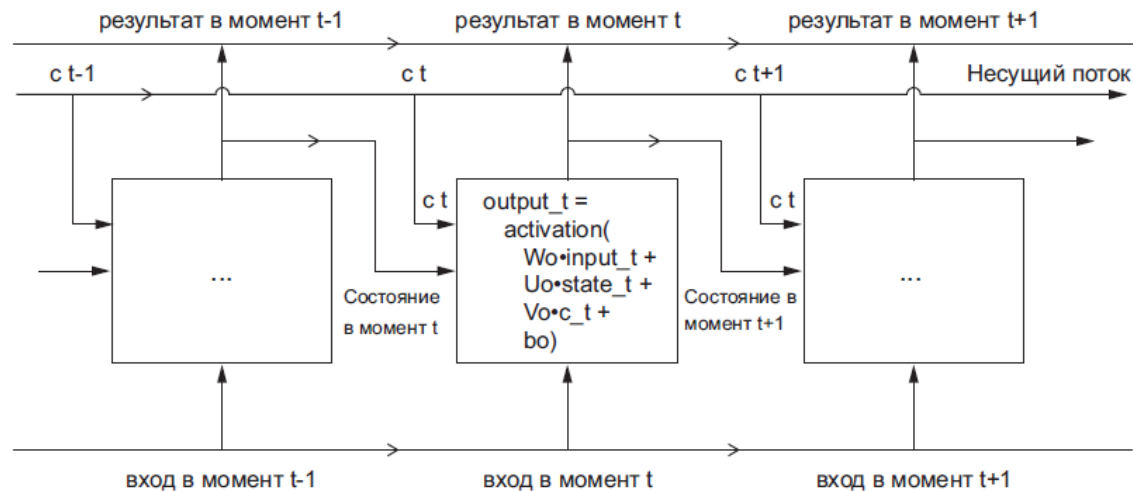 результат в момент t-1
результат в момент t
результат в момент t+1
c t-1
c t
c t+1
Несущий поток
c t
output_t =
activation(
Wo•input_t +
Uo•state_t +
Vo•c_t +
bo)
c t
...
...
Состояние
в момент t
Состояние в
момент t+1
вход в момент t-1
вход в момент t
вход в момент t+1